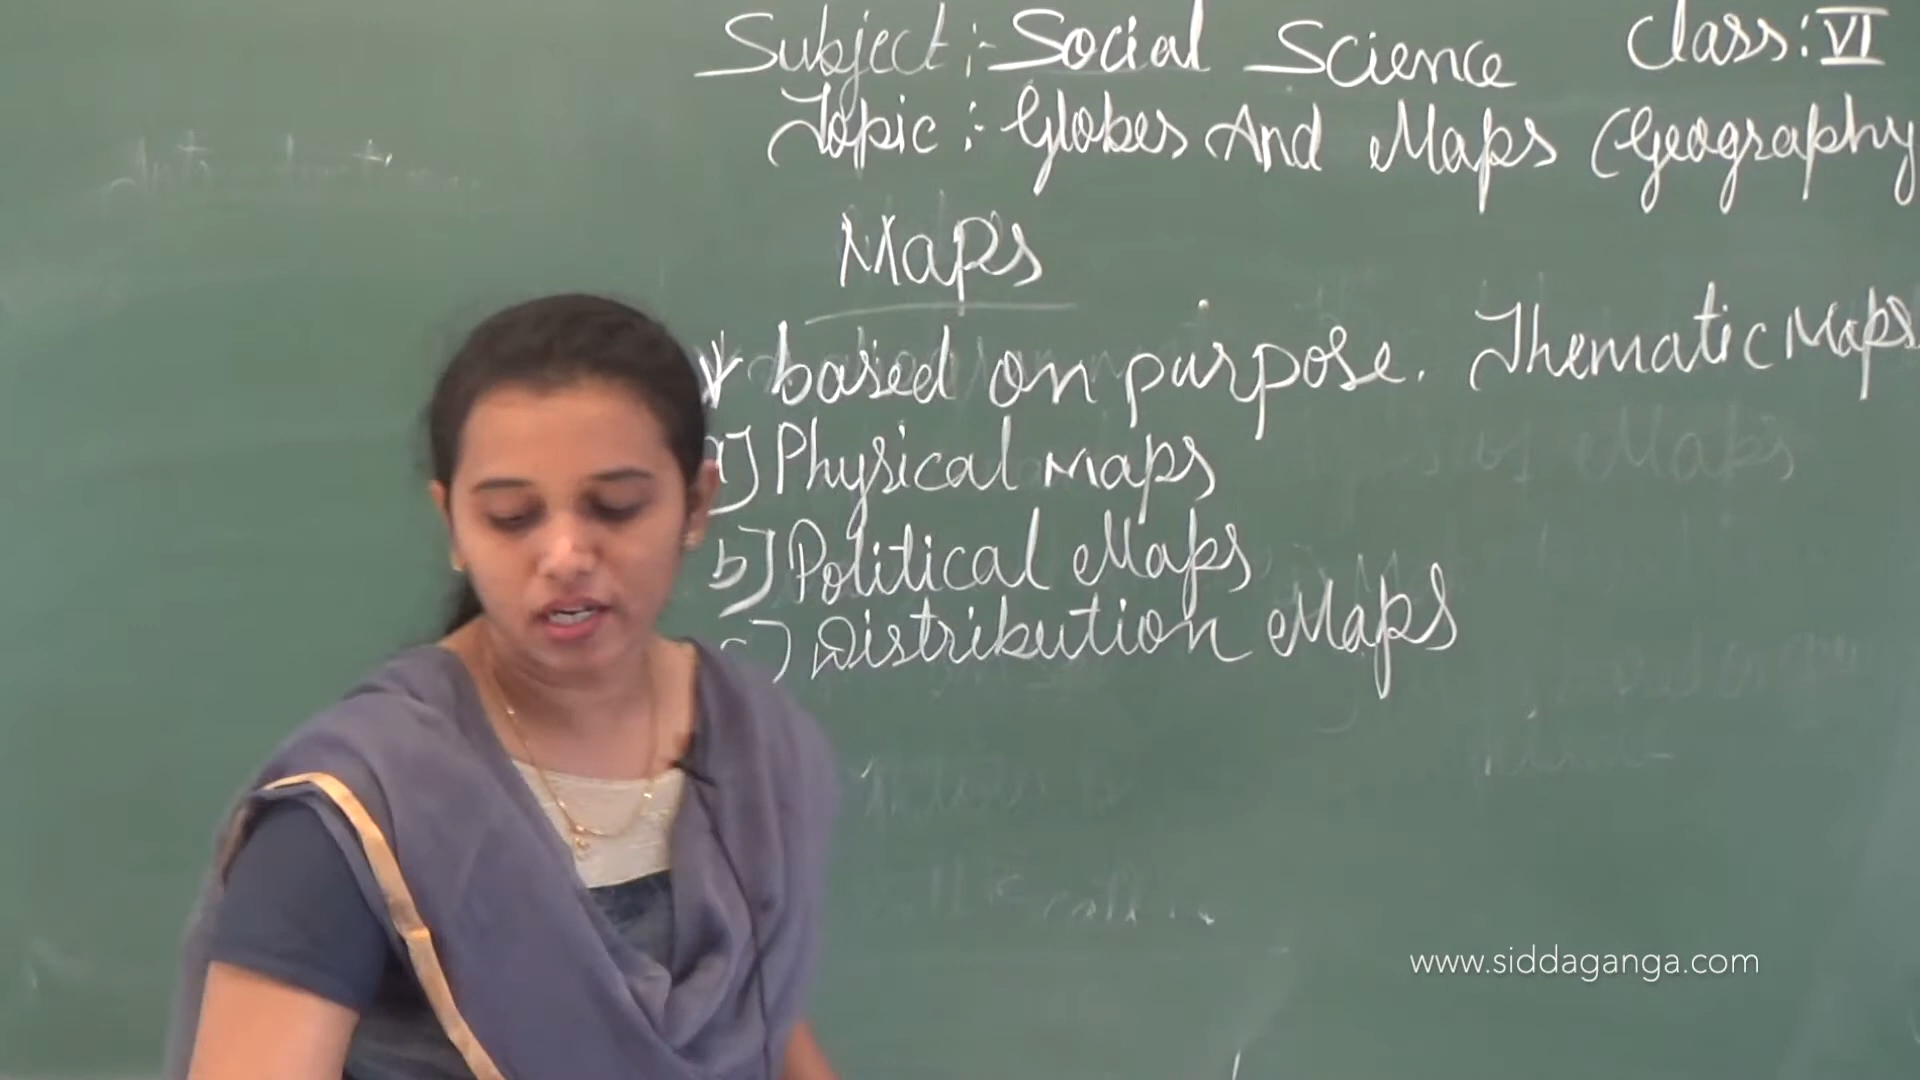 Subject :- Social Science Class: VI
Topic :- Globes And Maps (Geography
Maps
* based on purpose. Thematic Maps
a) Physical Maps
b) Political Maps
c) Distribution Maps
www.siddaganga.com